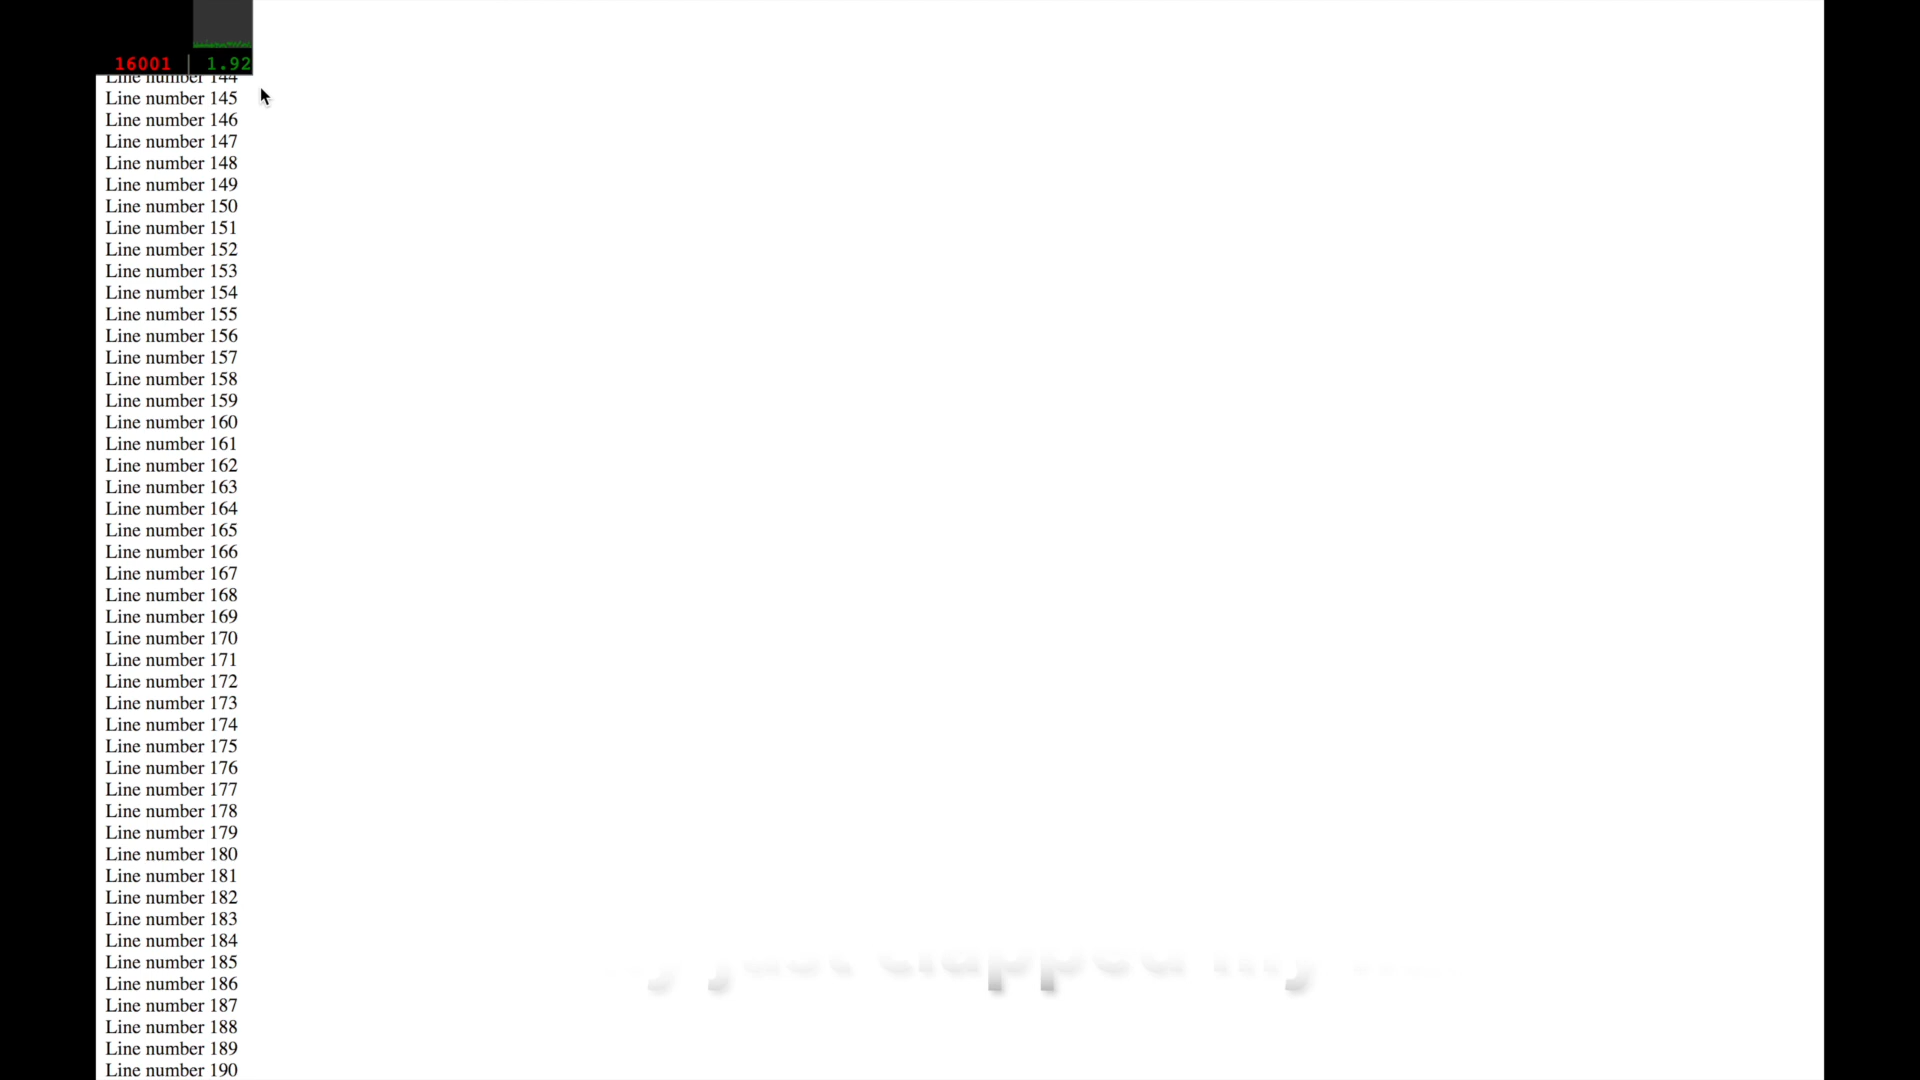 16001 | 1.92
Line number 144
Line number 145
Line number 146
Line number 147
Line number 148
Line number 149
Line number 150
Line number 151
Line number 152
Line number 153
Line number 154
Line number 155
Line number 156
Line number 157
Line number 158
Line number 159
Line number 160
Line number 161
Line number 162
Line number 163
Line number 164
Line number 165
Line number 166
Line number 167
Line number 168
Line number 169
Line number 170
Line number 171
Line number 172
Line number 173
Line number 174
Line number 175
Line number 176
Line number 177
Line number 178
Line number 179
Line number 180
Line number 181
Line number 182
Line number 183
Line number 184
Line number 185
Line number 186
Line number 187
Line number 188
Line number 189
Line number 190
just clapped my